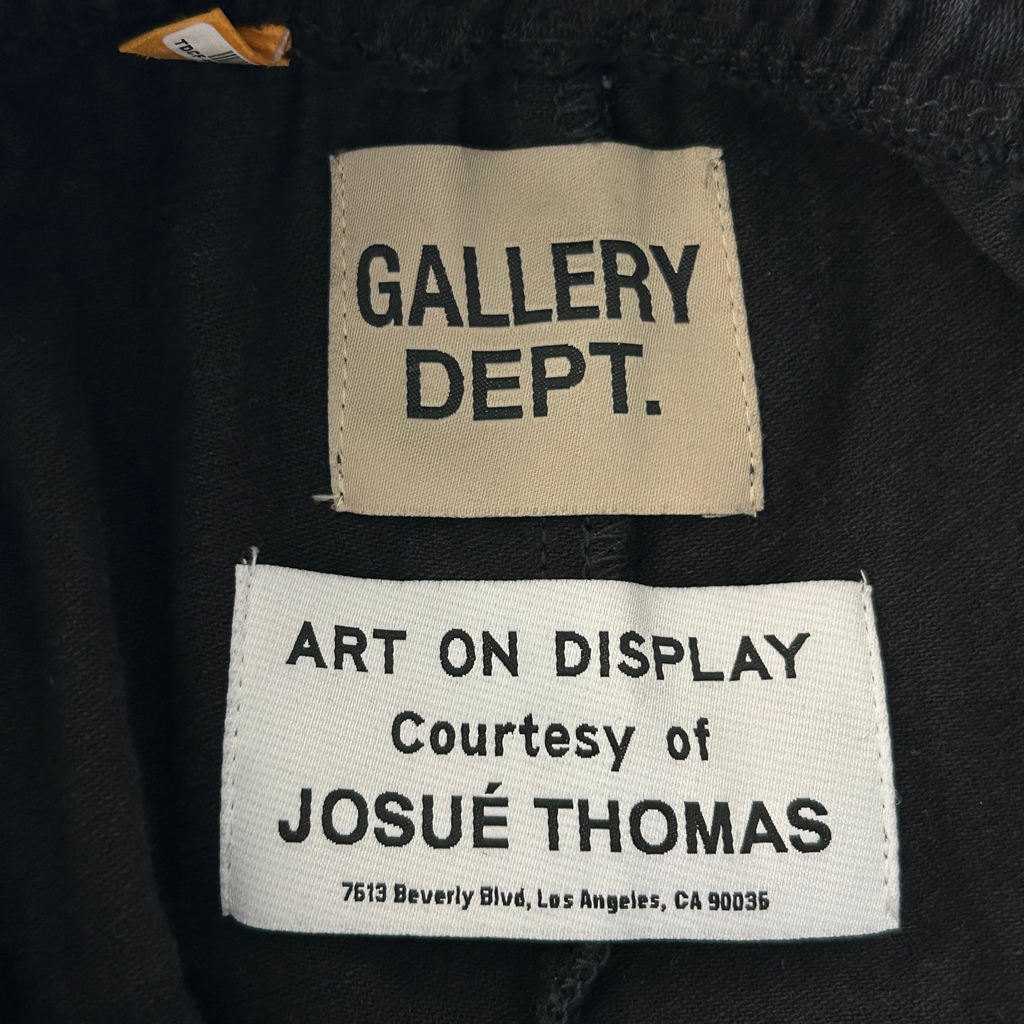 GALLERY
DEPT.
ART ON DISPLAY
Courtesy of
JOSUÉ THOMAS
7613 Beverly Blvd, Los Angeles, CA 90036